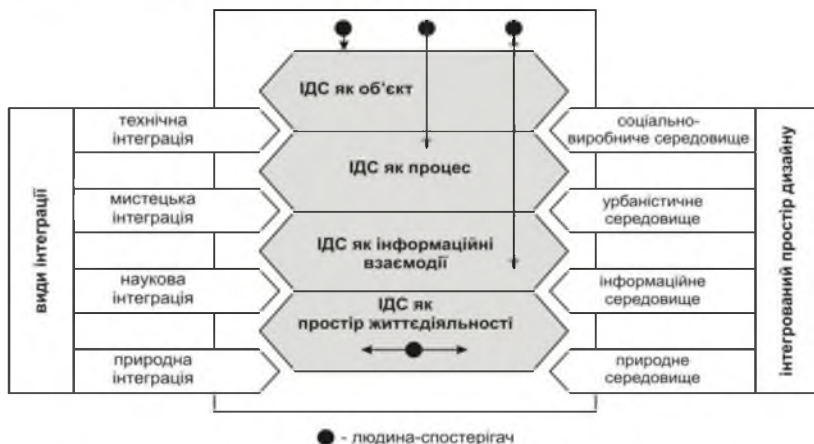 види інтеграції
технічна
інтеграція
мистецька
інтеграція
наукова
інтеграція
природна
інтеграція
ІДС як об'єкт
ІДС як процес
ІДС як інформаційні
взаємодії
ІДС як
простір життєдіяльності
соціально-
виробниче середовище
урбаністичне
середовище
інформаційне
середовище
природне
середовище
інтегрований простір дизайну
- людина-спостерігач